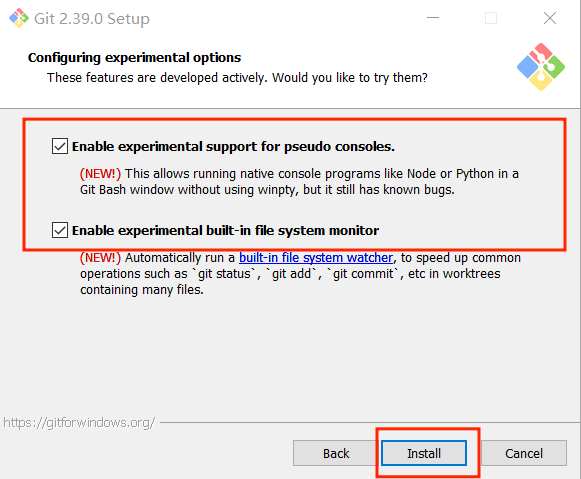 Git 2.39.0 Setup
Configuring experimental options
These features are developed actively. Would you like to try them?
Enable experimental support for pseudo consoles.
(NEW!) This allows running native console programs like Node or Python in a
Git Bash window without using winpty, but it still has known bugs.
Enable experimental built-in file system monitor
(NEW!) Automatically run a built-in file system watcher, to speed up common
operations such as `git status`, `git add`, `git commit`, etc in worktrees
containing many files.
https://gitforwindows.org/
Back
Install
Cancel